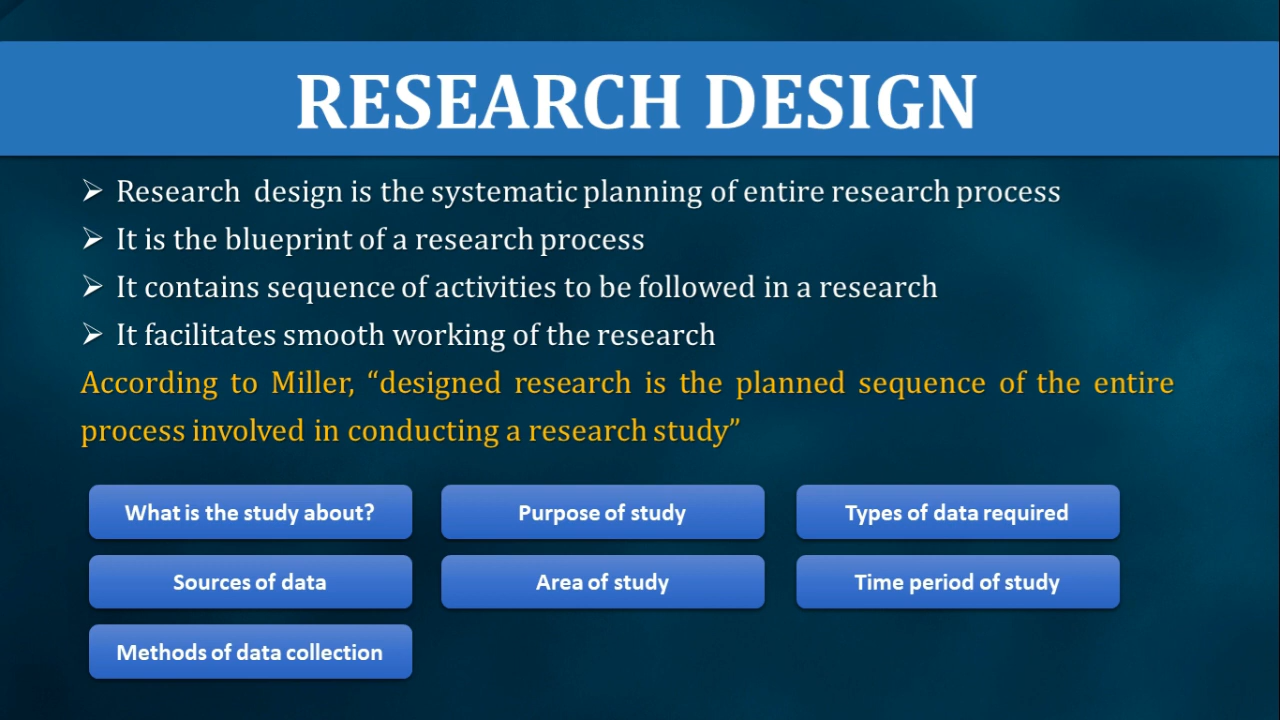 RESEARCH DESIGN
➢ Research design is the systematic planning of entire research process
➢ It is the blueprint of a research process
➢ It contains sequence of activities to be followed in a research
➢ It facilitates smooth working of the research
According to Miller, “designed research is the planned sequence of the entire
process involved in conducting a research study”
What is the study about?
Purpose of study
Types of data required
Sources of data
Area of study
Time period of study
Methods of data collection